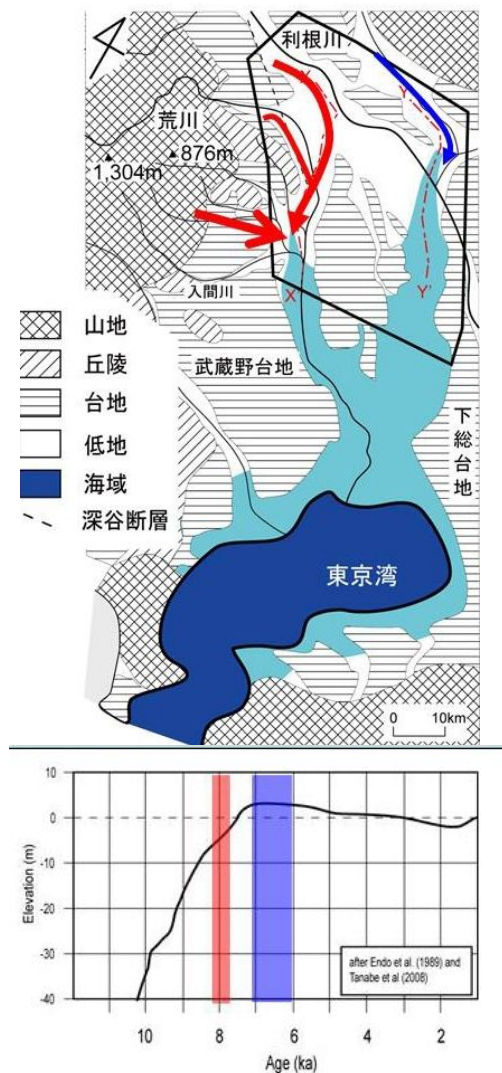 利根川
荒川
876m
1,304m
Y
入間川
X
Y'
武蔵野台地
下総台地
山地
丘陵
台地
低地
海域
深谷断層
東京湾
0 10km
10
0
-10
-20
-30
-40
Elevation (m)
after Endo et al. (1989) and
Tanabe et al (2008)
10 8 6 4 2
Age (ka)